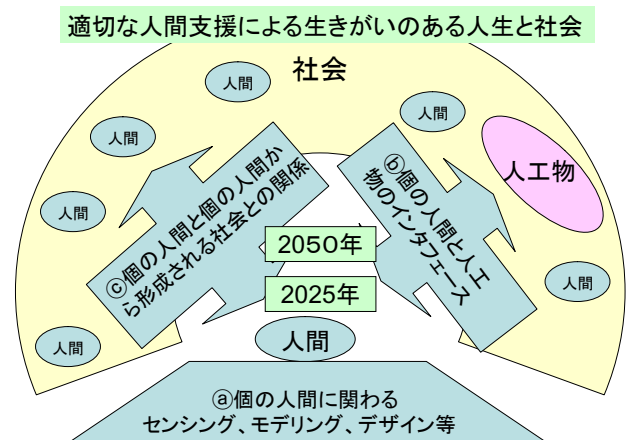 適切な人間支援による生きがいのある人生と社会
社会
人間
人間
人間
人間
人間
人間
人工物
ⓒ個の人間と個の人間か
ら形成される社会との関係
ⓑ個の人間と人工
物のインタフェース
2050年
2025年
人間
ⓐ個の人間に関わる
センシング、モデリング、デザイン等